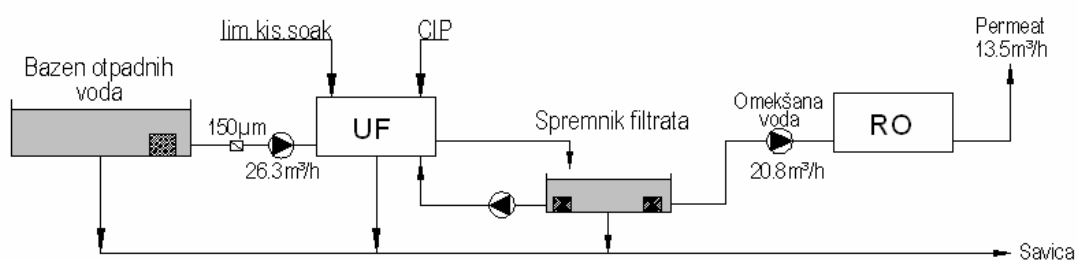 lim.kis.soak
CIP
Permeat
13.5m³/h
Bazen otpadnih
voda
150µm
UF
26.3m³/h
Spremnik filtrata
Omekšana
voda
20.8m³/h
RO
Savica